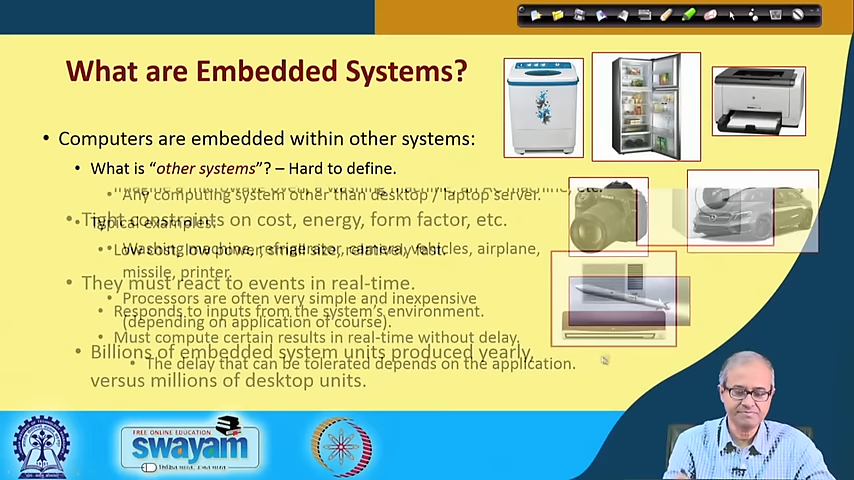 What are Embedded Systems?
• Computers are embedded within other systems:
• What is “other systems”? – Hard to define.
• Any computing system other than desktop / laptop server.
• Tight constraints on cost, energy, form factor, etc.
• Typical examples:
• Low cost, low power, small size, relatively fast.
• Washing machine, refrigerator, camera, vehicles, airplane,
missile, printer.
• They must react to events in real-time.
• Processors are often very simple and inexpensive
• Responds to inputs from the system’s environment.
(depending on application of course).
• Must compute certain results in real-time without delay.
• Billions of embedded system units produced yearly,
• The delay that can be tolerated depends on the application.
versus millions of desktop units.
FREE ONLINE EDUCATION
swayam